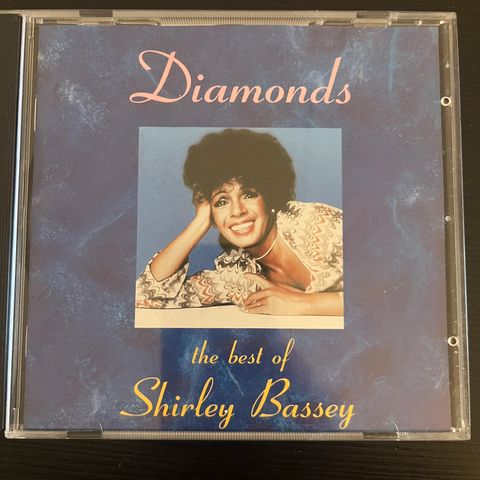 Diamonds
the best of
Shirley Bassey